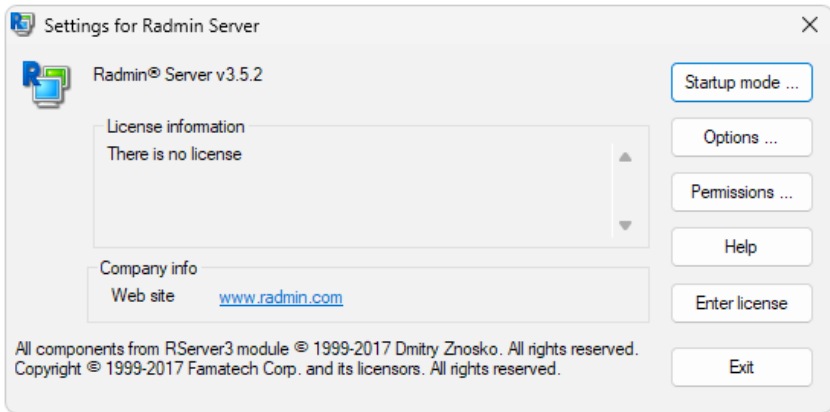 Settings for Radmin Server
Radmin® Server v3.5.2
License information
There is no license
Company info
Web site www.radmin.com
All components from RServer3 module © 1999-2017 Dmitry Znosko. All rights reserved.
Copyright © 1999-2017 Famatech Corp. and its licensors. All rights reserved.
Startup mode ...
Options ...
Permissions ...
Help
Enter license
Exit